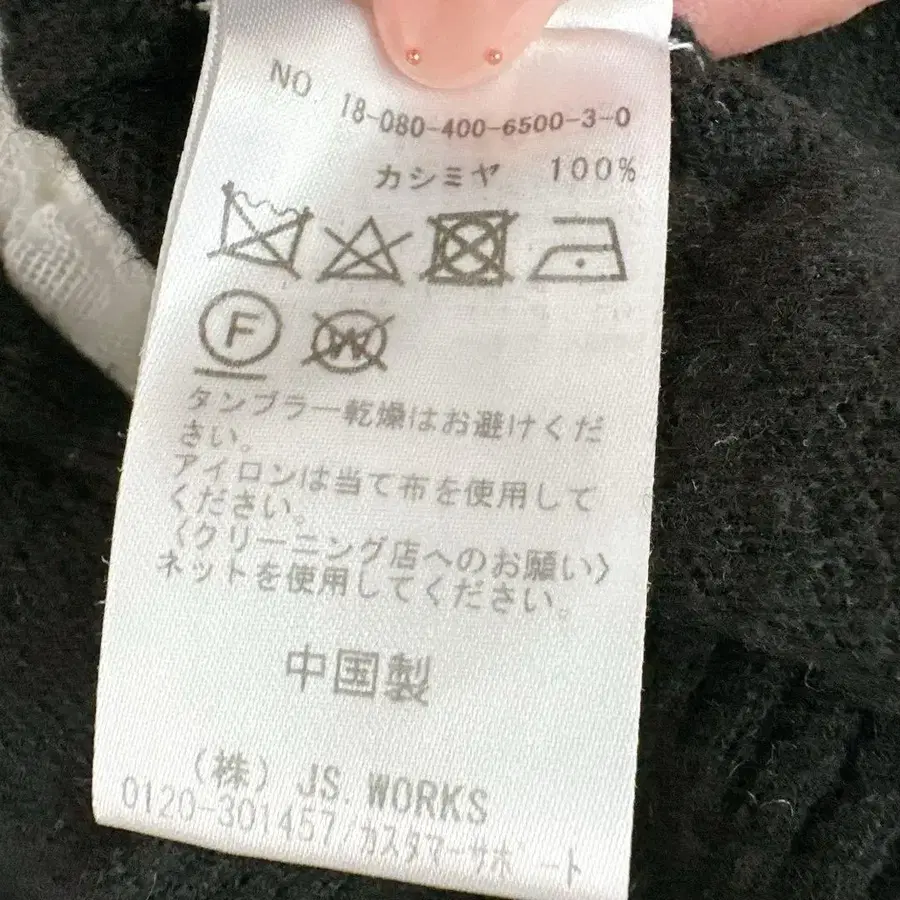 NO. 18-080-400-6500-3-0
カシミヤ 100%
F W
タンブラー乾燥はお避けくだ
さい。
アイロンは当て布を使用して
ください。
〈クリーニング店へのお願い〉
ネットを使用してください。
中国製
(株) JS. WORKS
0120-301457/カスタマーサポート